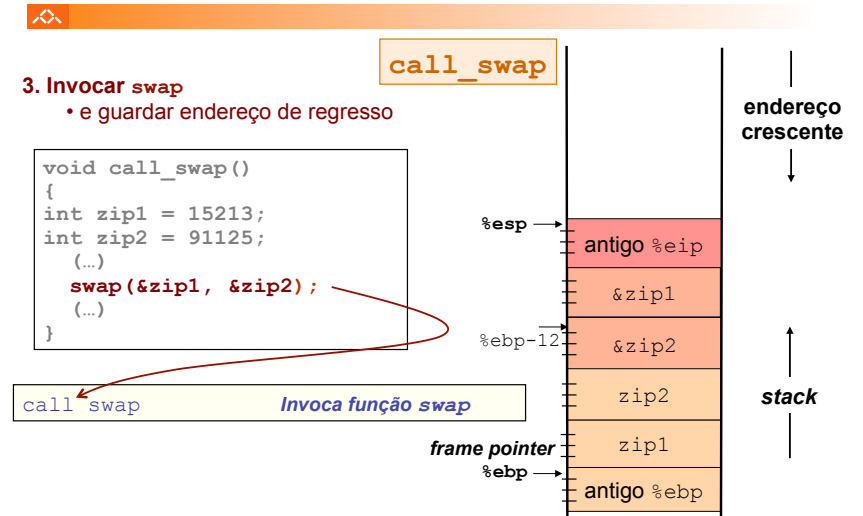 call_swap
3. Invocar swap
• e guardar endereço de regresso
void call_swap()
{
int zip1 = 15213;
int zip2 = 91125;
(…)
swap(&zip1, &zip2);
(…)
}
call swap Invoca função swap
endereço
crescente
%esp
antigo %eip
&zip1
%ebp-12
&zip2
zip2
stack
frame pointer
zip1
%ebp
antigo %ebp